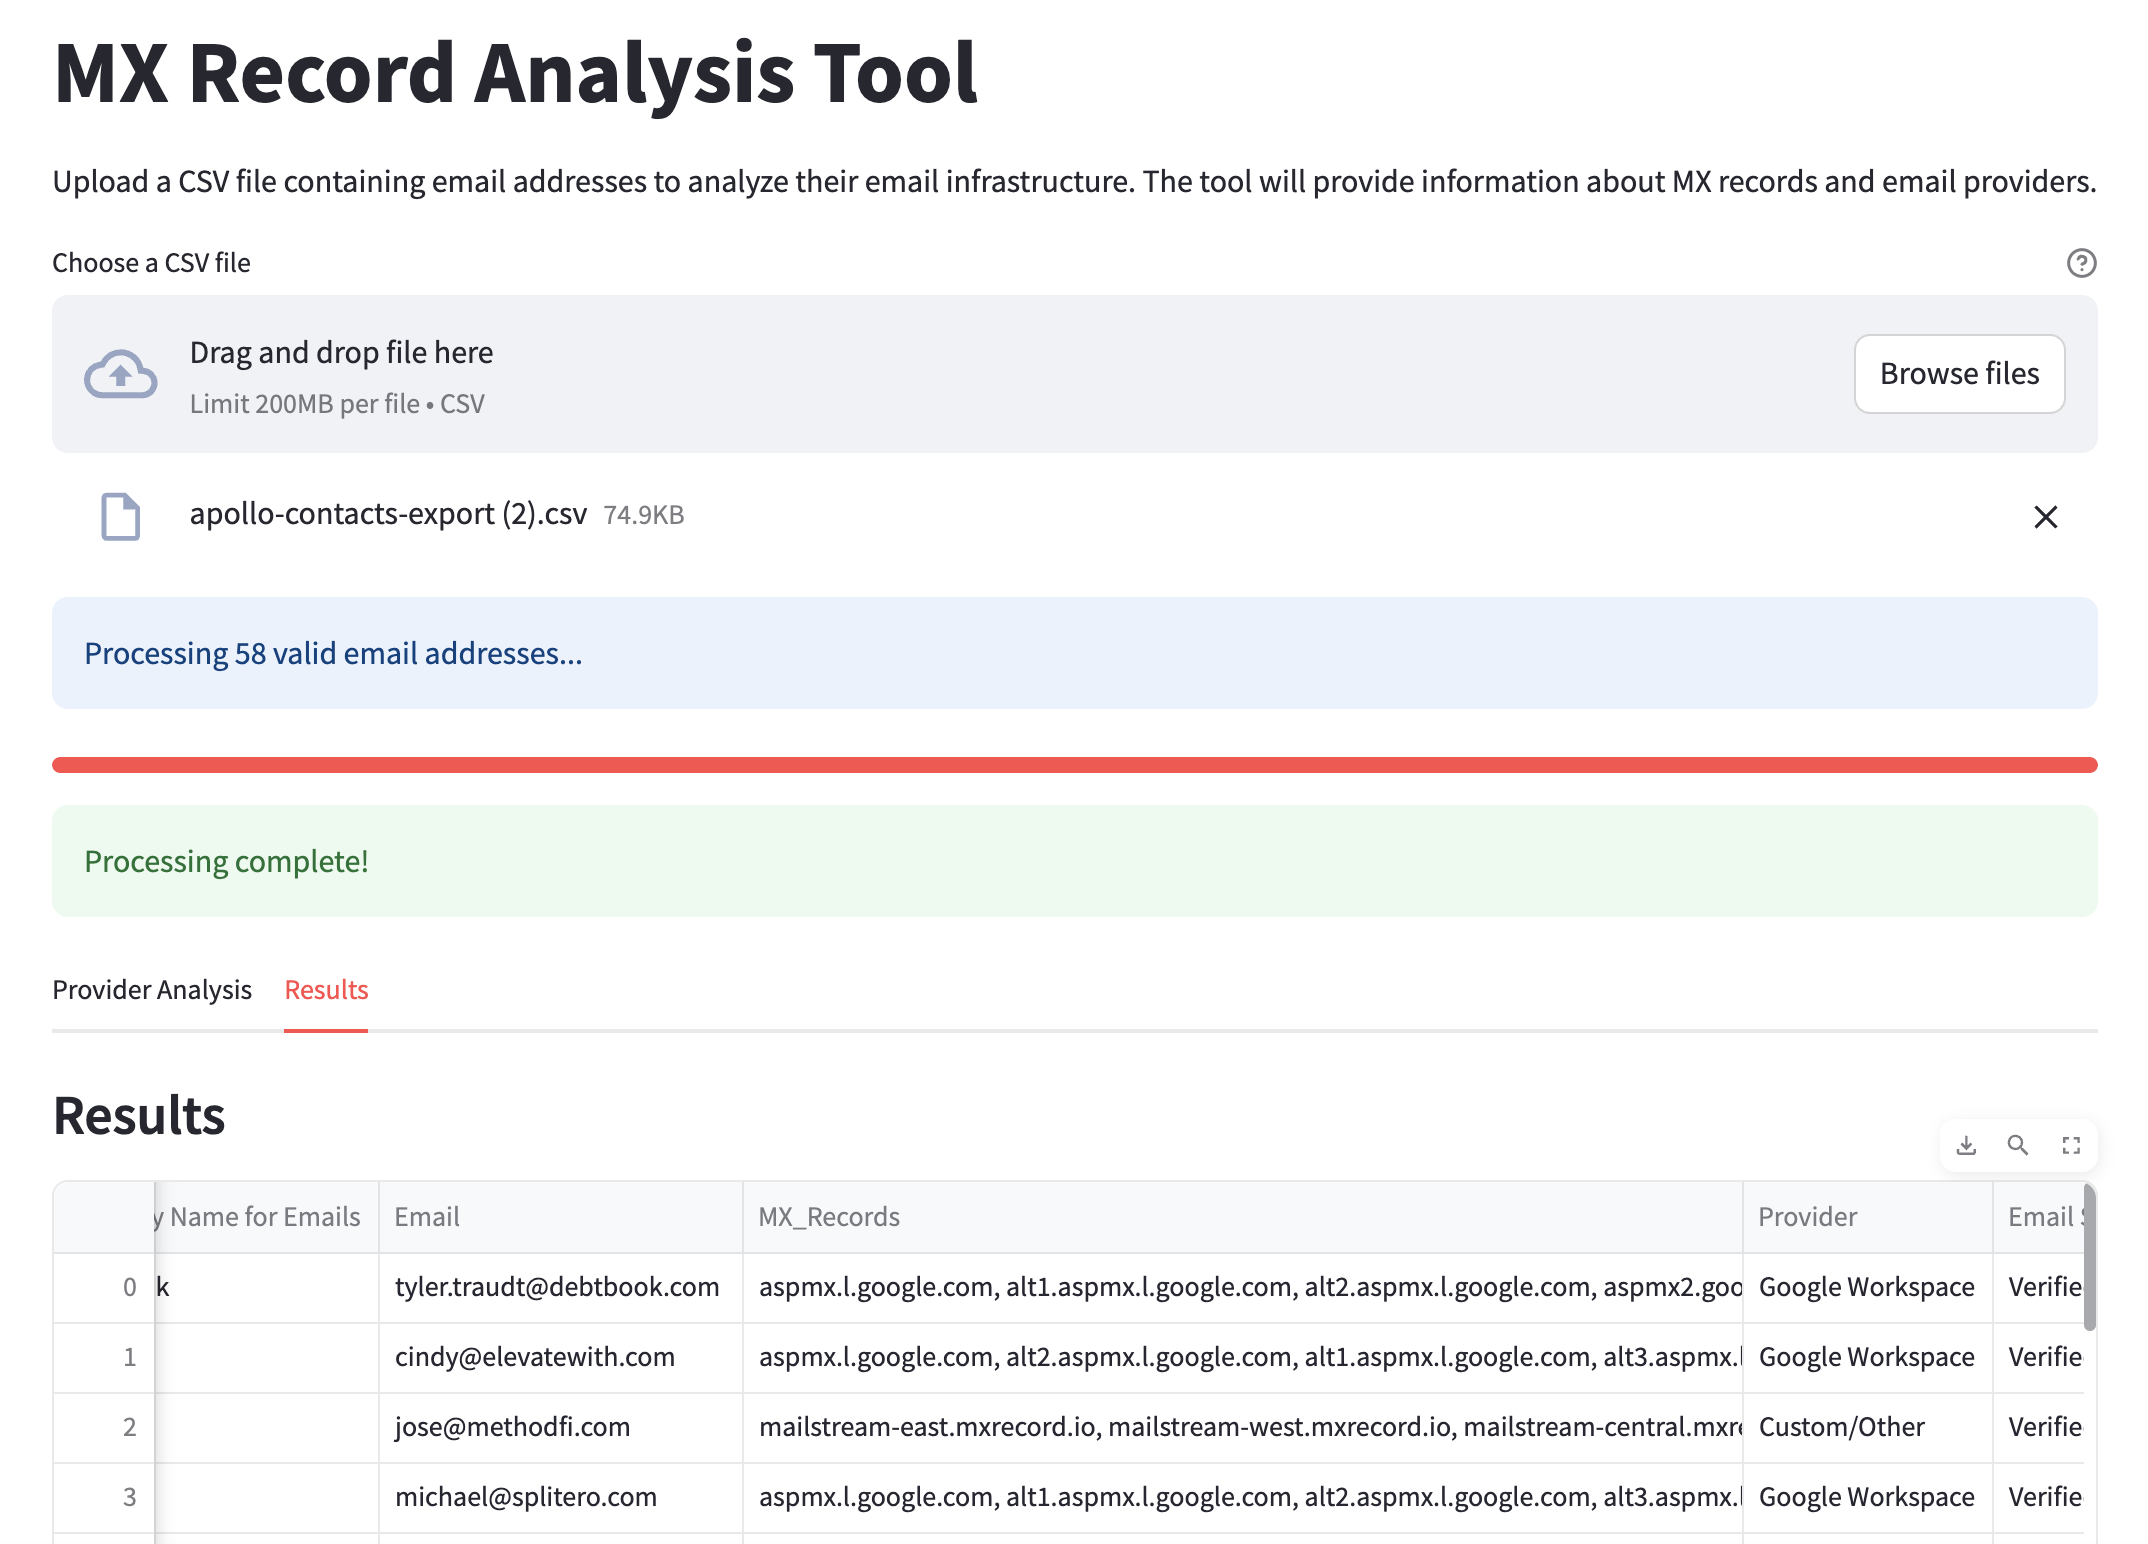 MX Record Analysis Tool
Upload a CSV file containing email addresses to analyze their email infrastructure. The tool will provide information about MX records and email providers.
Choose a CSV file
Drag and drop file here
Limit 200MB per file • CSV
Browse files
apollo-contacts-export (2).csv 74.9KB
Processing 58 valid email addresses...
Processing complete!
Provider Analysis Results
Results
y Name for Emails Email MX_Records Provider Email
0 k tyler.traudt@debtbook.com aspmx.l.google.com, alt1.aspmx.l.google.com, alt2.aspmx.l.google.com, aspmx2.goo Google Workspace Verifie
1 cindy@elevatewith.com aspmx.l.google.com, alt2.aspmx.l.google.com, alt1.aspmx.l.google.com, alt3.aspmx.l Google Workspace Verifie
2 jose@methodfi.com mailstream-east.mxrecord.io, mailstream-west.mxrecord.io, mailstream-central.mxre Custom/Other Verifie
3 michael@splitero.com aspmx.l.google.com, alt1.aspmx.l.google.com, alt2.aspmx.l.google.com, alt3.aspmx.l Google Workspace Verifie